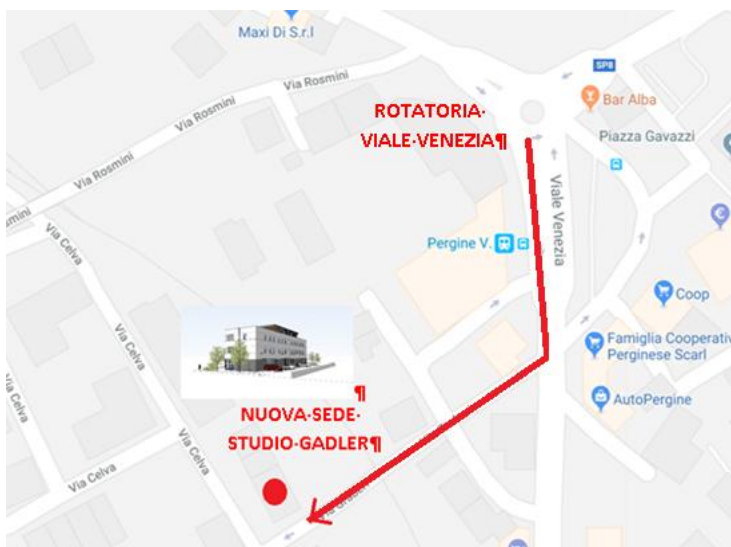 Maxi Di S.r.l
SP8
Via Rosmini
Bar Alba
ROTATORIA·
VIALE·VENEZIA¶
Piazza Gavazzi
Via Rosmini
Via Rosmini
Via Celva
Viale Venezia
Pergine V.
Coop
Via Celva
Famiglia Cooperativ
Perginese Scarl
Via Celva
AutoPergine
¶
NUOVA·SEDE·
STUDIO·GADLER¶
Via Celva
Via Celva